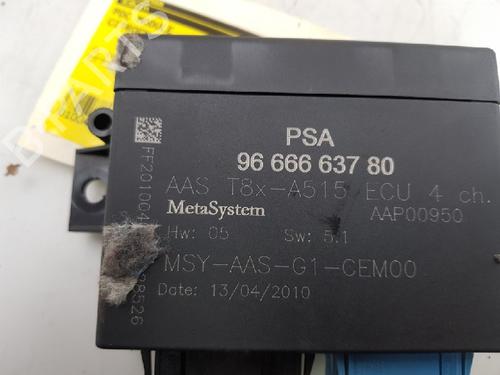 PSA
96 666 637 80
AAS T8x-A515 ECU 4 ch.
MetaSystem
AAP00950
Hw: 05 Sw: 5.1
MSY-AAS-G1-CEM00
Date: 13/04/2010